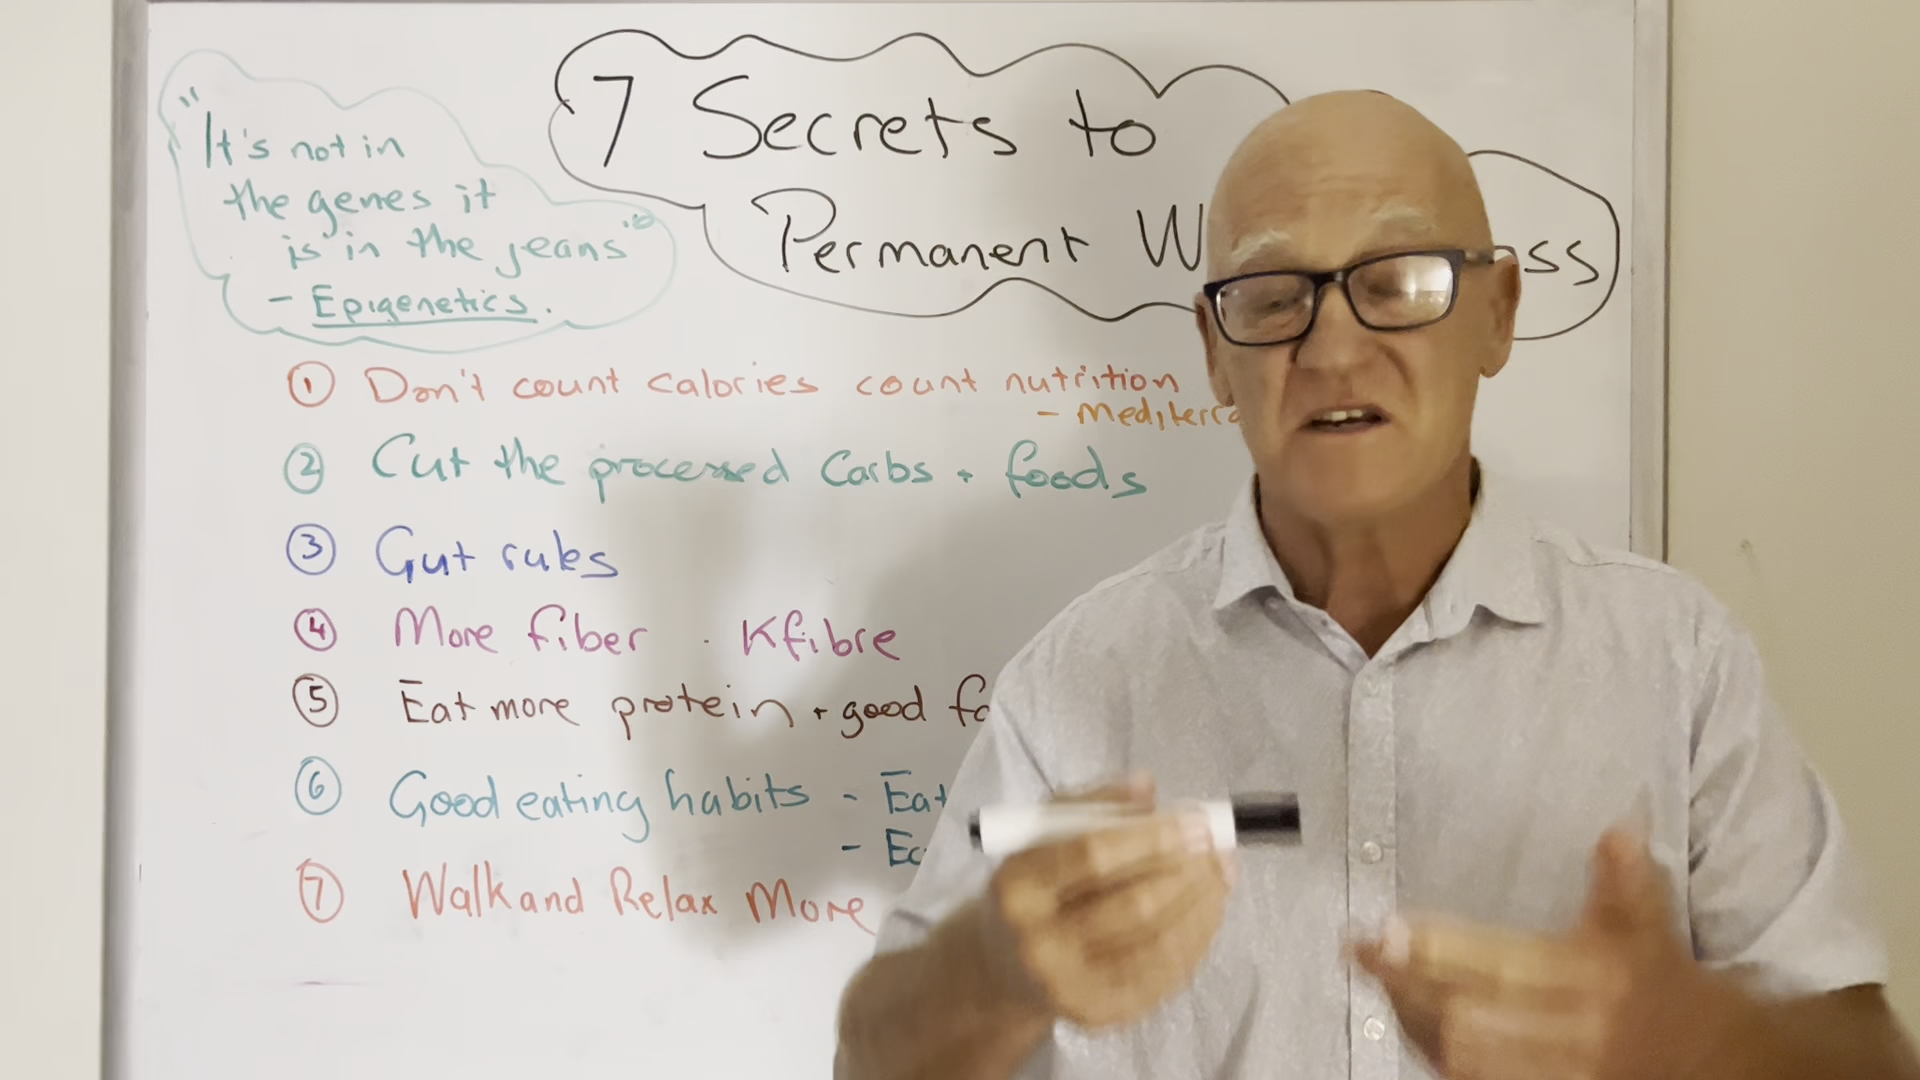 "It's not in
the genes it
is in the jeans"
- Epigenetics.
7 Secrets to
Permanent W ss
1 Don't count calories count nutrition
- Mediterra
2 Cut the processed Carbs + foods
3 Gut rules
4 More fiber . Kfibre
5 Eat more protein + good fa
6 Good eating habits - Eat
- Ea
7 Walk and Relax More